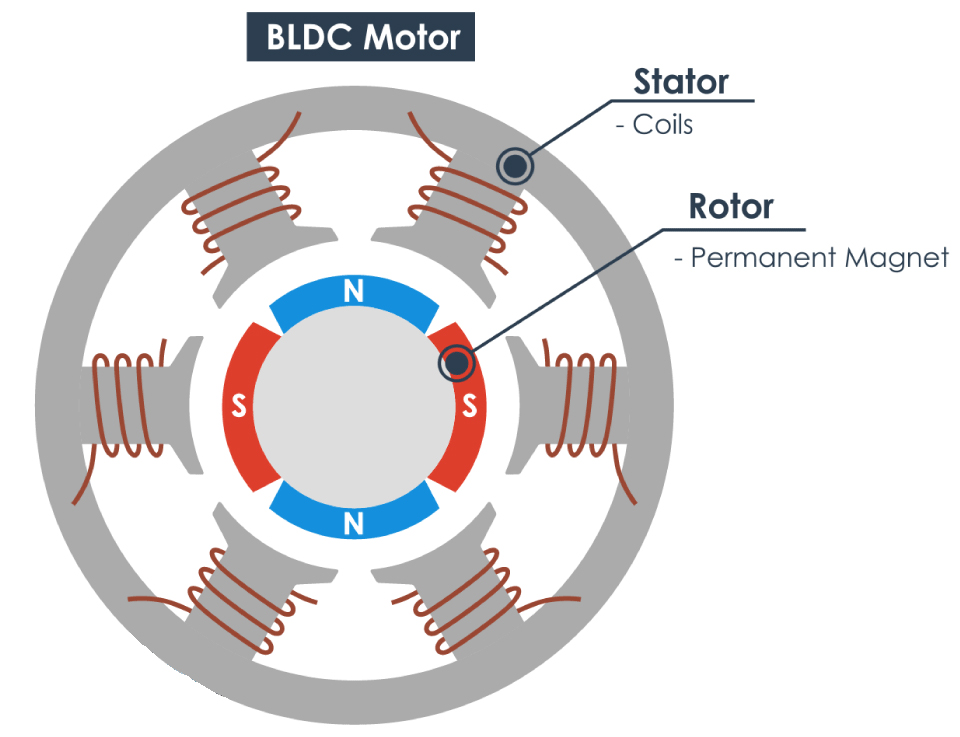 BLDC Motor
Stator
- Coils
Rotor
- Permanent Magnet
N
S
S
N